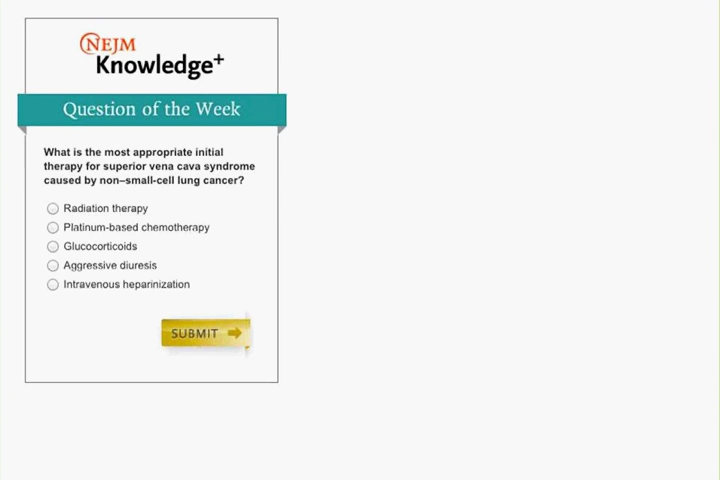 NEJM
Knowledge+
Question of the Week
What is the most appropriate initial
therapy for superior vena cava syndrome
caused by non–small-cell lung cancer?
Radiation therapy
Platinum-based chemotherapy
Glucocorticoids
Aggressive diuresis
Intravenous heparinization
SUBMIT